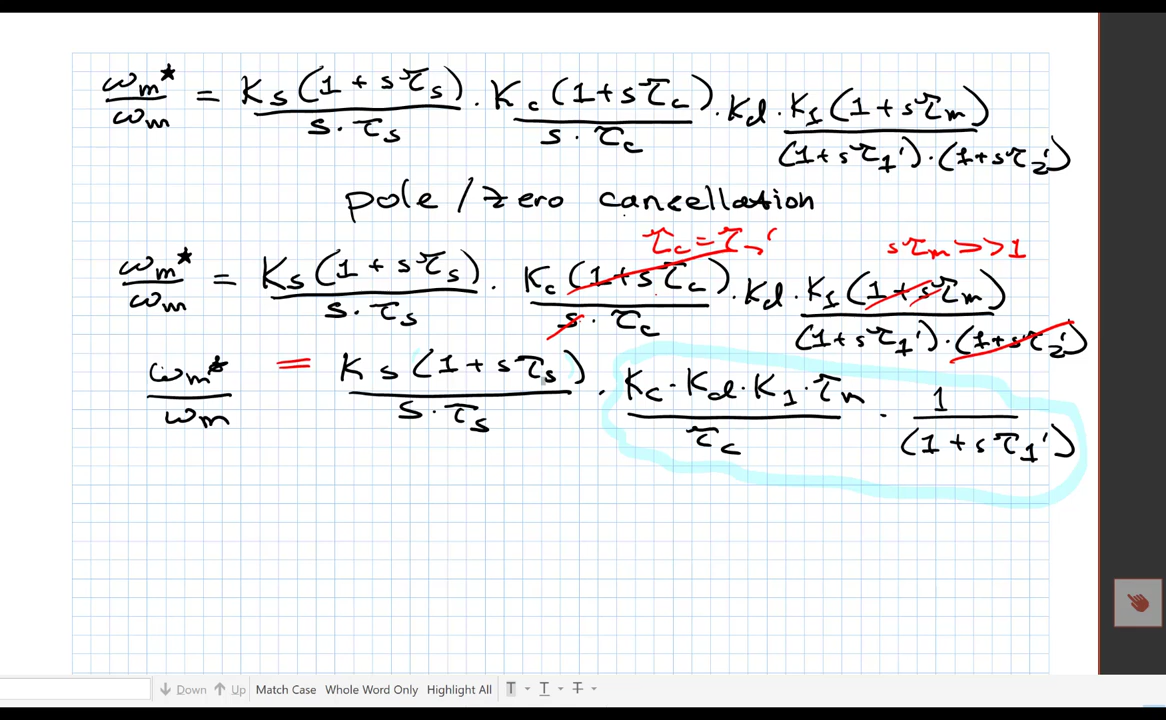 ωm*/ωm = Ks(1+sτs)/(s·τs) · Kc(1+sτc)/(s·τc) · Kd · K1(1+sτm)/((1+sτ1')·(1+sτ2'))
pole / zero cancellation
τc = τ2' sτm >> 1
ωm*/ωm = Ks(1+sτs)/(s·τs) · Kc(1+sτc)/(s·τc) · Kd · K1(1+sτm)/((1+sτ1')·(1+sτ2'))
ωm*/ωm = Ks(1+sτs)/(s·τs) · Kc·Kd·K1·τm/τc · 1/(1+sτ1')
Down Up Match Case Whole Word Only Highlight All T T T